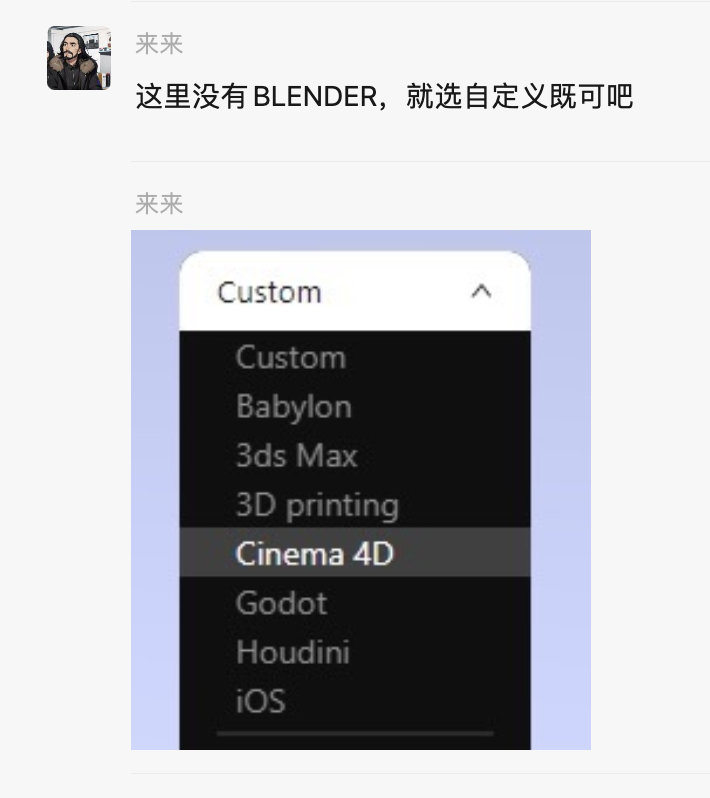 来来
这里没有BLENDER，就选自定义既可吧
来来
Custom
Custom
Babylon
3ds Max
3D printing
Cinema 4D
Godot
Houdini
iOS